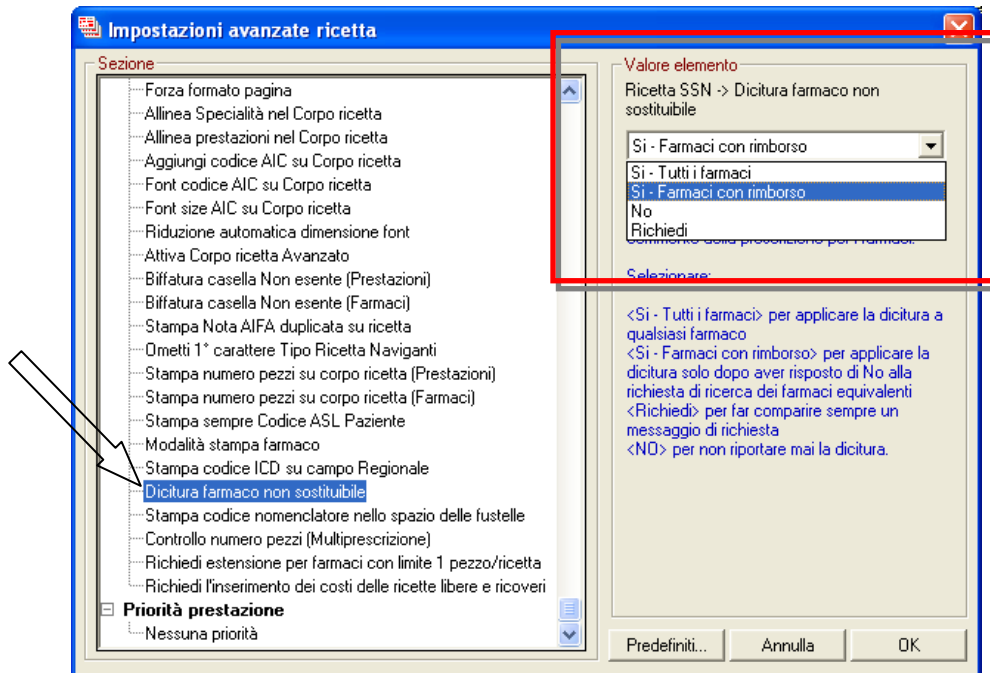 Impostazioni avanzate ricetta
Sezione
Forza formato pagina
Allinea Specialità nel Corpo ricetta
Allinea prestazioni nel Corpo ricetta
Aggiungi codice AIC su Corpo ricetta
Font codice AIC su Corpo ricetta
Font size AIC su Corpo ricetta
Riduzione automatica dimensione font
Attiva Corpo ricetta Avanzato
Biffatura casella Non esente (Prestazioni)
Biffatura casella Non esente (Farmaci)
Stampa Nota AIFA duplicata su ricetta
Ometti 1° carattere Tipo Ricetta Naviganti
Stampa numero pezzi su corpo ricetta (Prestazioni)
Stampa numero pezzi su corpo ricetta (Farmaci)
Stampa sempre Codice ASL Paziente
Modalità stampa farmaco
Stampa codice ICD su campo Regionale
Dicitura farmaco non sostituibile
Stampa codice nomenclatore nello spazio delle fustelle
Controllo numero pezzi (Multiprescrizione)
Richiedi estensione per farmaci con limite 1 pezzo/ricetta
Richiedi l'inserimento dei costi delle ricette libere e ricoveri
Priorità prestazione
Nessuna priorità
Valore elemento
Ricetta SSN -> Dicitura farmaco non
sostituibile
Si - Farmaci con rimborso
Si - Tutti i farmaci
Si - Farmaci con rimborso
No
Richiedi
commento della prescrizione per i farmaci.
Selezionare:
<Si - Tutti i farmaci> per applicare la dicitura a
qualsiasi farmaco
<Si - Farmaci con rimborso> per applicare la
dicitura solo dopo aver risposto di No alla
richiesta di ricerca dei farmaci equivalenti
<Richiedi> per far comparire sempre un
messaggio di richiesta
<NO> per non riportare mai la dicitura.
Predefiniti...
Annulla
OK